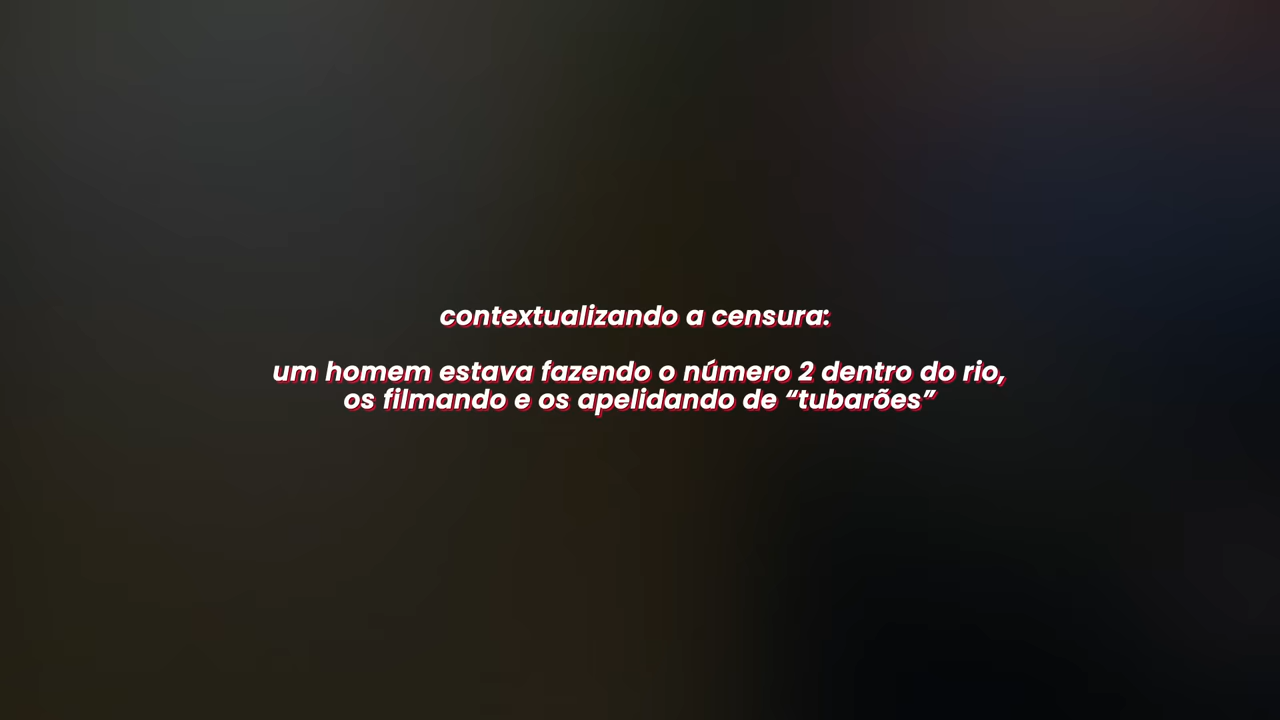 contextualizando a censura:
um homem estava fazendo o número 2 dentro do rio,
os filmando e os apelidando de “tubarões”